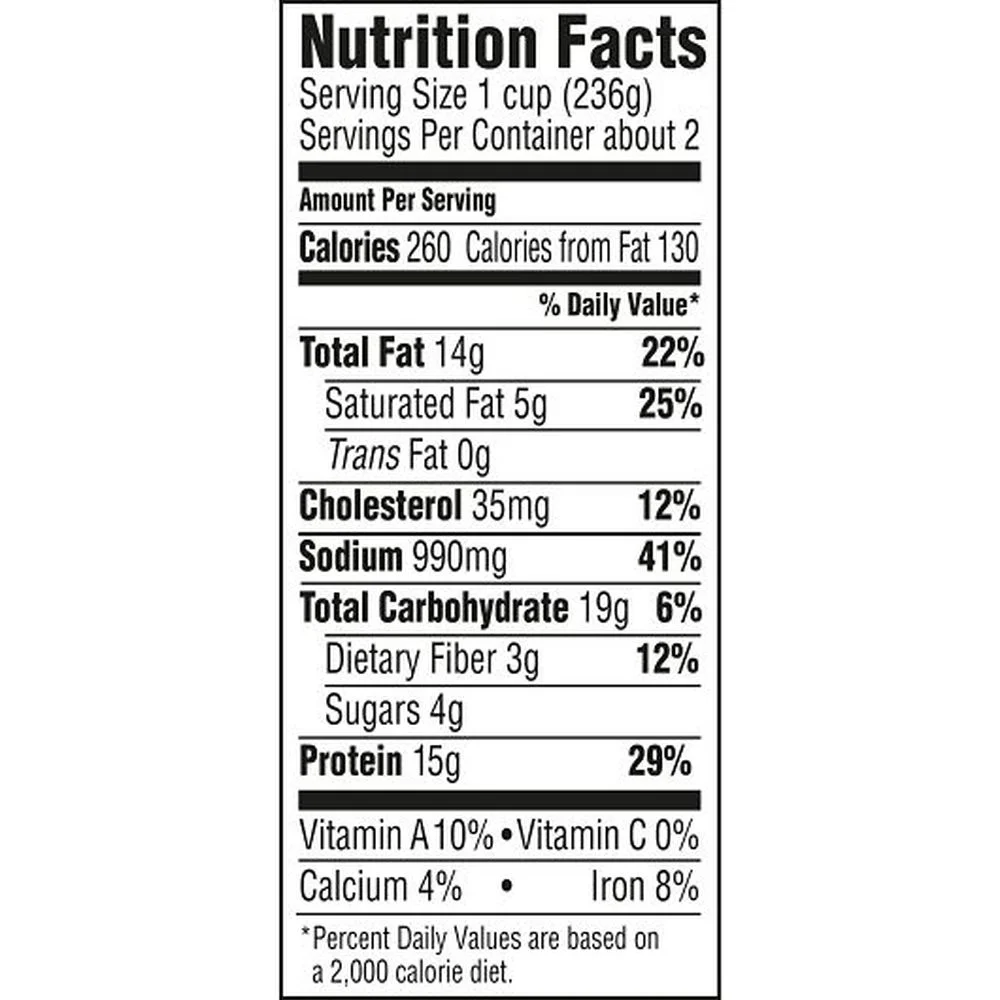 Nutrition Facts
Serving Size 1 cup (236g)
Servings Per Container about 2
Amount Per Serving
Calories 260 Calories from Fat 130
% Daily Value*
Total Fat 14g 22%
Saturated Fat 5g 25%
Trans Fat 0g
Cholesterol 35mg 12%
Sodium 990mg 41%
Total Carbohydrate 19g 6%
Dietary Fiber 3g 12%
Sugars 4g
Protein 15g 29%
Vitamin A 10% • Vitamin C 0%
Calcium 4% • Iron 8%
*Percent Daily Values are based on
a 2,000 calorie diet.